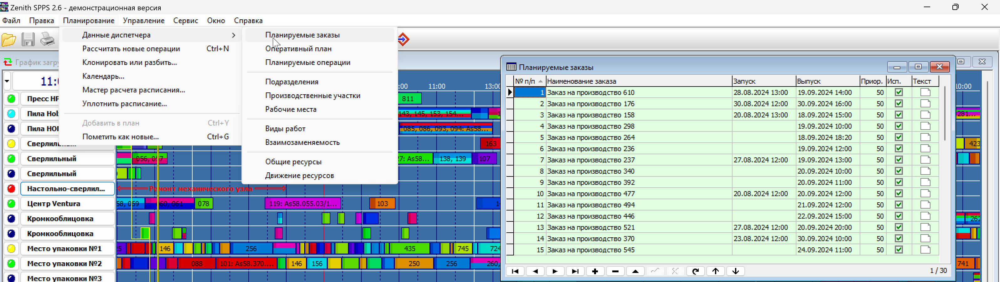 Zenith SPPS 2.6 - демонстрационная версия
Файл Правка Планирование Управление Сервис Окно Справка
Данные диспетчера
Рассчитать новые операции Ctrl+N
Клонировать или разбить...
Календарь...
Мастер расчета расписания...
Уплотнить расписание...
Добавить в план Ctrl+Y
Пометить как новые... Ctrl+G
Планируемые заказы
Оперативный план
Планируемые операции
Подразделения
Производственные участки
Рабочие места
Виды работ
Взаимозаменяемость
Общие ресурсы
Движение ресурсов
График
11:00 13:00
Пресс
811
Пила
143, 145, 153, 154...
281...
Пила
085, 086, 093, 094: As58...
163
423
Сверлильный
056, 057
: As58... 138, 139 107
Сверлильный
Настольно-сверлил...
Ремонт механического узла
Центр Ventura
58, 059 060, 061 078 119: As58.055.03/1... 103
Кромкооблицовка
262
Кромкооблицовка
Место упаковки №1
146 256 435 745 724
Место упаковки №2
088 101: As58.370.... 146 156 250 256 260, 741
Место упаковки №3
Планируемые заказы
№ п/п Наименование заказа Запуск Выпуск Приор. Исп. Текст
1 Заказ на производство 610 28.08.2024 13:00 19.09.2024 14:00 50
2 Заказ на производство 176 30.08.2024 12:00 30.09.2024 16:00 50
3 Заказ на производство 158 20.08.2024 13:00 18.09.2024 15:00 50
4 Заказ на производство 298 19.09.2024 10:00 50
5 Заказ на производство 264 18.09.2024 18:20 50
6 Заказ на производство 236 19.09.2024 12:00 50
7 Заказ на производство 237 27.08.2024 12:00 19.09.2024 13:00 50
8 Заказ на производство 340 20.09.2024 10:00 50
9 Заказ на производство 392 20.09.2024 11:00 50
10 Заказ на производство 477 20.08.2024 12:00 20.09.2024 12:00 50
11 Заказ на производство 494 21.09.2024 12:00 50
12 Заказ на производство 446 22.09.2024 15:00 50
13 Заказ на производство 521 27.08.2024 12:00 20.09.2024 20:00 50
14 Заказ на производство 370 23.08.2024 12:00 30.09.2024 10:00 50
15 Заказ на производство 545 24.09.2024 11:00 50
1 / 30